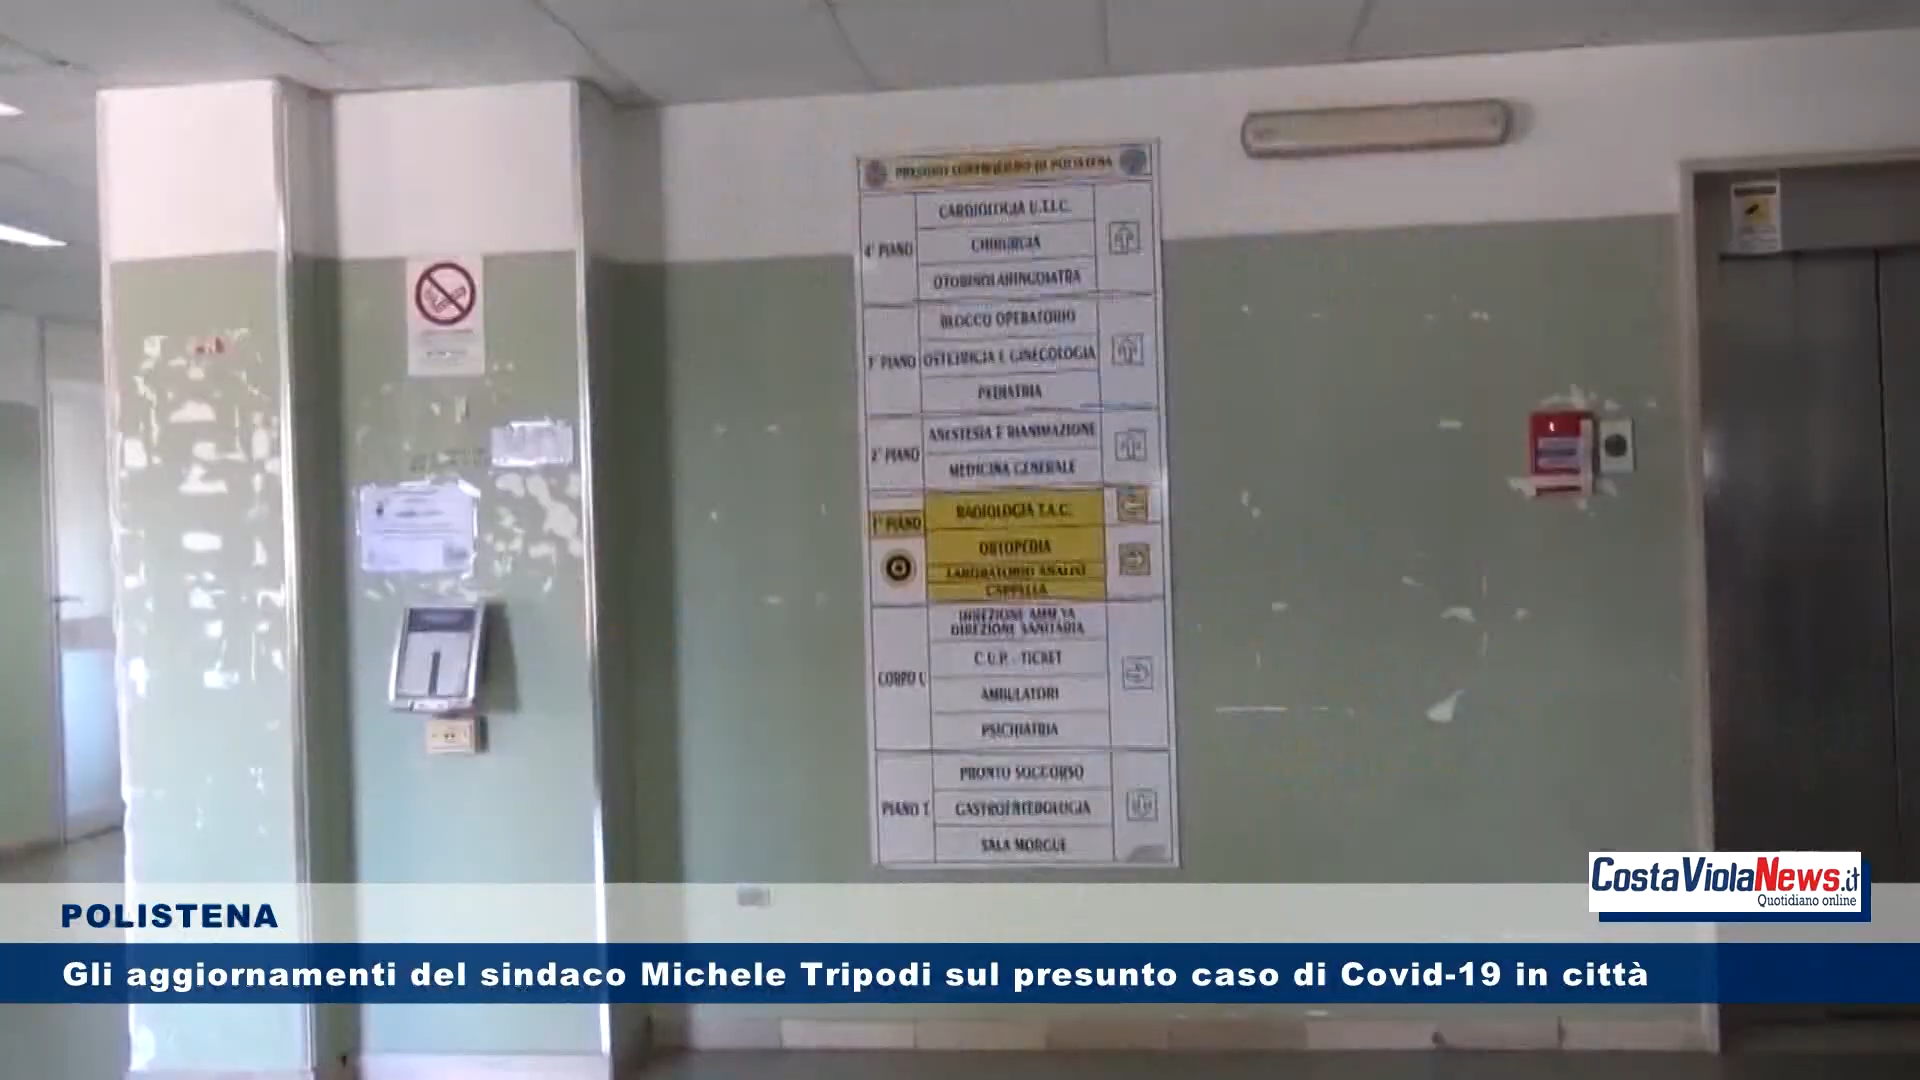 PRESIDIO OSPEDALIERO DI POLISTENA
4° PIANO
CARDIOLOGIA U.T.I.C.
CHIRURGIA
OTORINOLARINGOIATRA
3° PIANO
BLOCCO OPERATORIO
OSTETRICIA E GINECOLOGIA
PEDIATRIA
2° PIANO
ANESTESIA E RIANIMAZIONE
MEDICINA GENERALE
1° PIANO
RADIOLOGIA T.A.C.
ORTOPEDIA
LABORATORIO ANALISI
CAPPELLA
CORPO
DIREZIONE AMM.VA
DIREZIONE SANITARIA
C.U.P. - TICKET
AMBULATORI
PSICHIATRIA
PIANO T
PRONTO SOCCORSO
GASTROENTEROLOGIA
SALA MORGUE
CostaViolaNews.it
Quotidiano online
POLISTENA
Gli aggiornamenti del sindaco Michele Tripodi sul presunto caso di Covid-19 in città